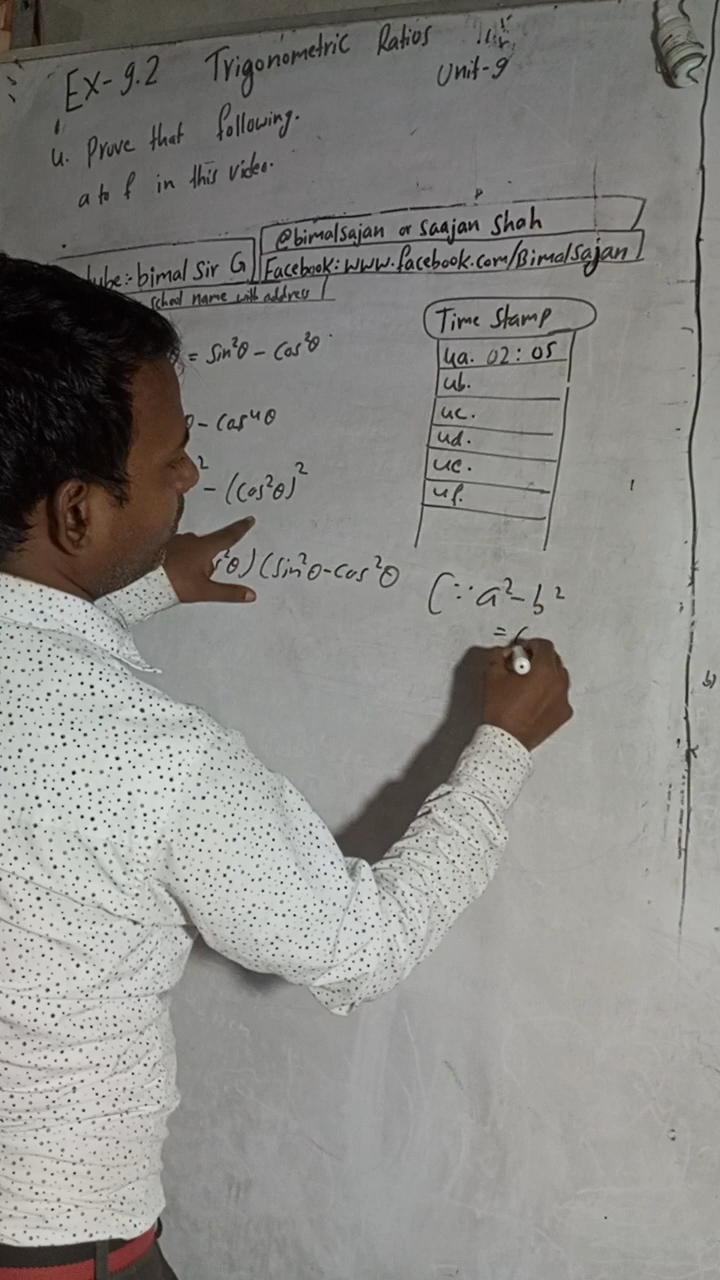 Ex-9.2 Trigonometric Ratios
Unit-9
4. Prove that following.
a to f in this video.
@bimalsajan or Saajan Shah
tube:- bimal Sir G
Facebook: www.facebook.com/Bimalsajan
school name with address
Time Stamp
4a. 02:05
4b.
4c.
4d.
4e.
4f.
= Sin²θ - Cos²θ
- Cos⁴θ
² - (Cos²θ)²
s²θ) (Sin²θ - Cos²θ
(∵ a² - b²
= (
b)